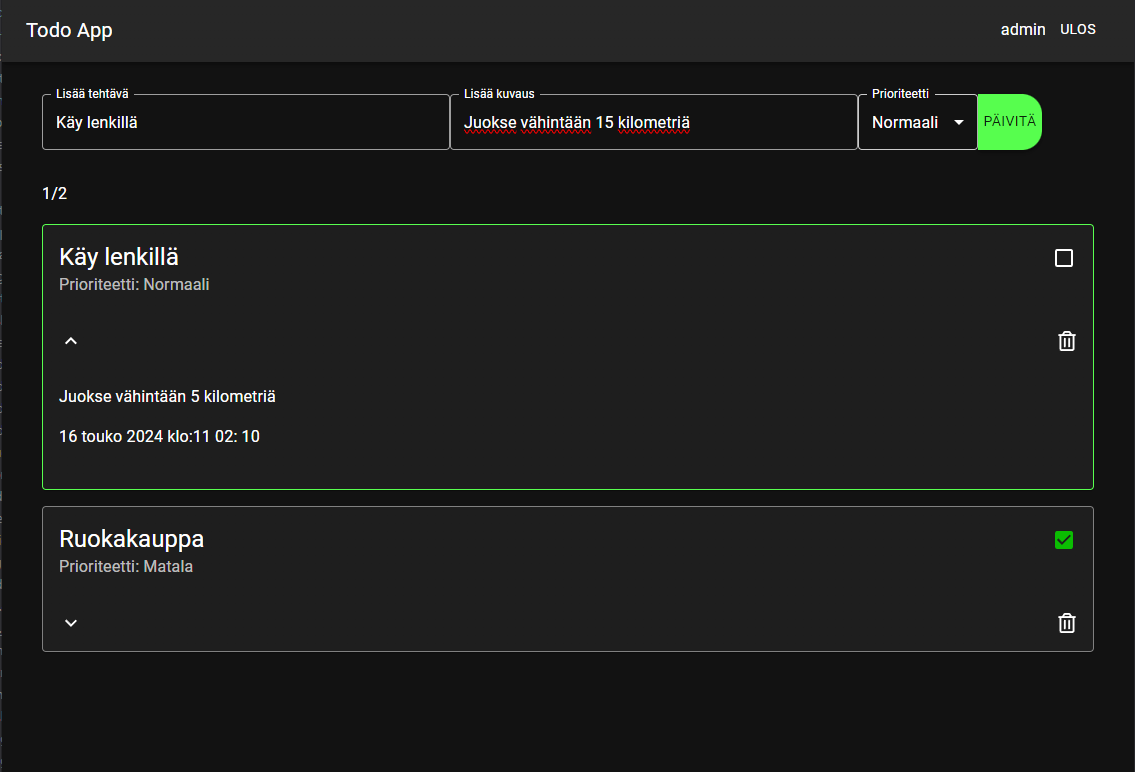 Todo App
admin ULOS
Lisää tehtävä
Käy lenkillä
Lisää kuvaus
Juokse vähintään 15 kilometriä
Prioriteetti
Normaali
PÄIVITÄ
1/2
Käy lenkillä
Prioriteetti: Normaali
Juokse vähintään 5 kilometriä
16 touko 2024 klo:11 02: 10
Ruokakauppa
Prioriteetti: Matala